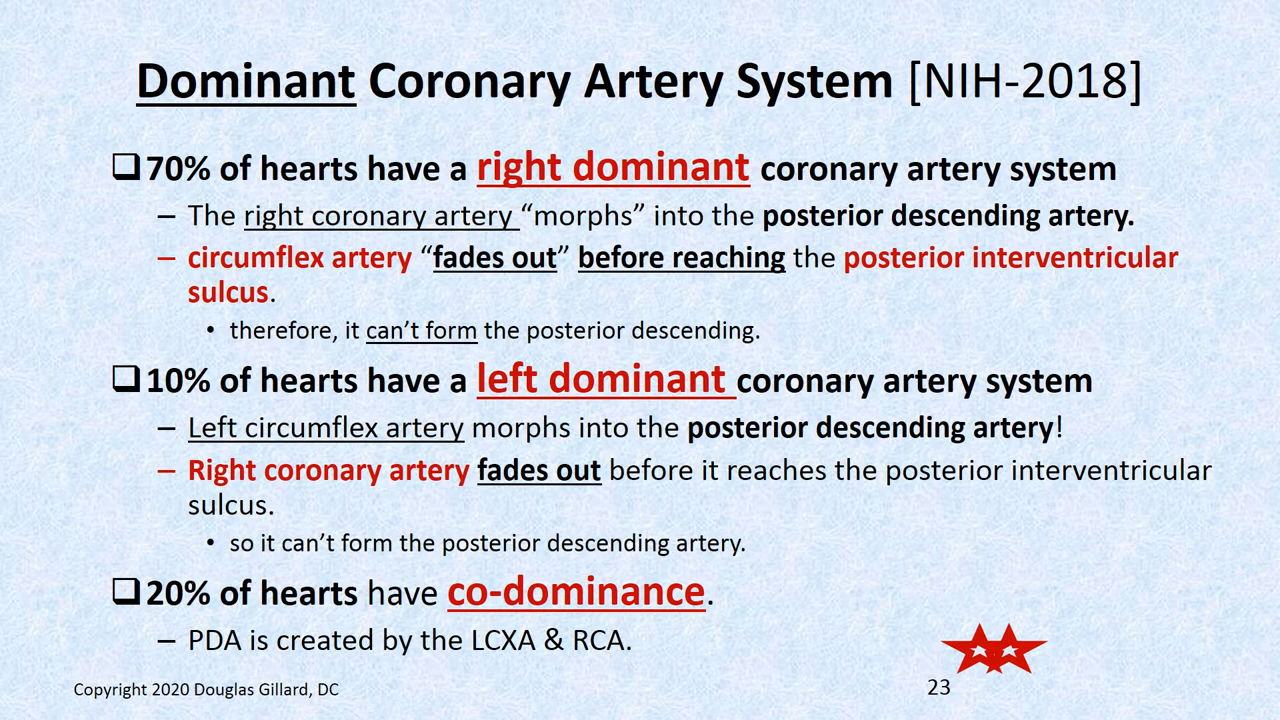 Dominant Coronary Artery System [NIH-2018]
❑70% of hearts have a right dominant coronary artery system
– The right coronary artery “morphs” into the posterior descending artery.
– circumflex artery “fades out” before reaching the posterior interventricular
sulcus.
• therefore, it can’t form the posterior descending.
❑10% of hearts have a left dominant coronary artery system
– Left circumflex artery morphs into the posterior descending artery!
– Right coronary artery fades out before it reaches the posterior interventricular
sulcus.
• so it can’t form the posterior descending artery.
❑20% of hearts have co-dominance.
– PDA is created by the LCXA & RCA.
Copyright 2020 Douglas Gillard, DC
23